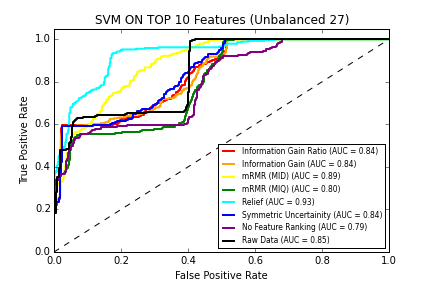 SVM ON TOP 10 Features (Unbalanced 27)
1.0
0.8
0.6
0.4
0.2
0.0
True Positive Rate
Information Gain Ratio (AUC = 0.84)
Information Gain (AUC = 0.84)
mRMR (MID) (AUC = 0.89)
mRMR (MIQ) (AUC = 0.80)
Relief (AUC = 0.93)
Symmetric Uncertainity (AUC = 0.84)
No Feature Ranking (AUC = 0.79)
Raw Data (AUC = 0.85)
0.0 0.2 0.4 0.6 0.8 1.0
False Positive Rate